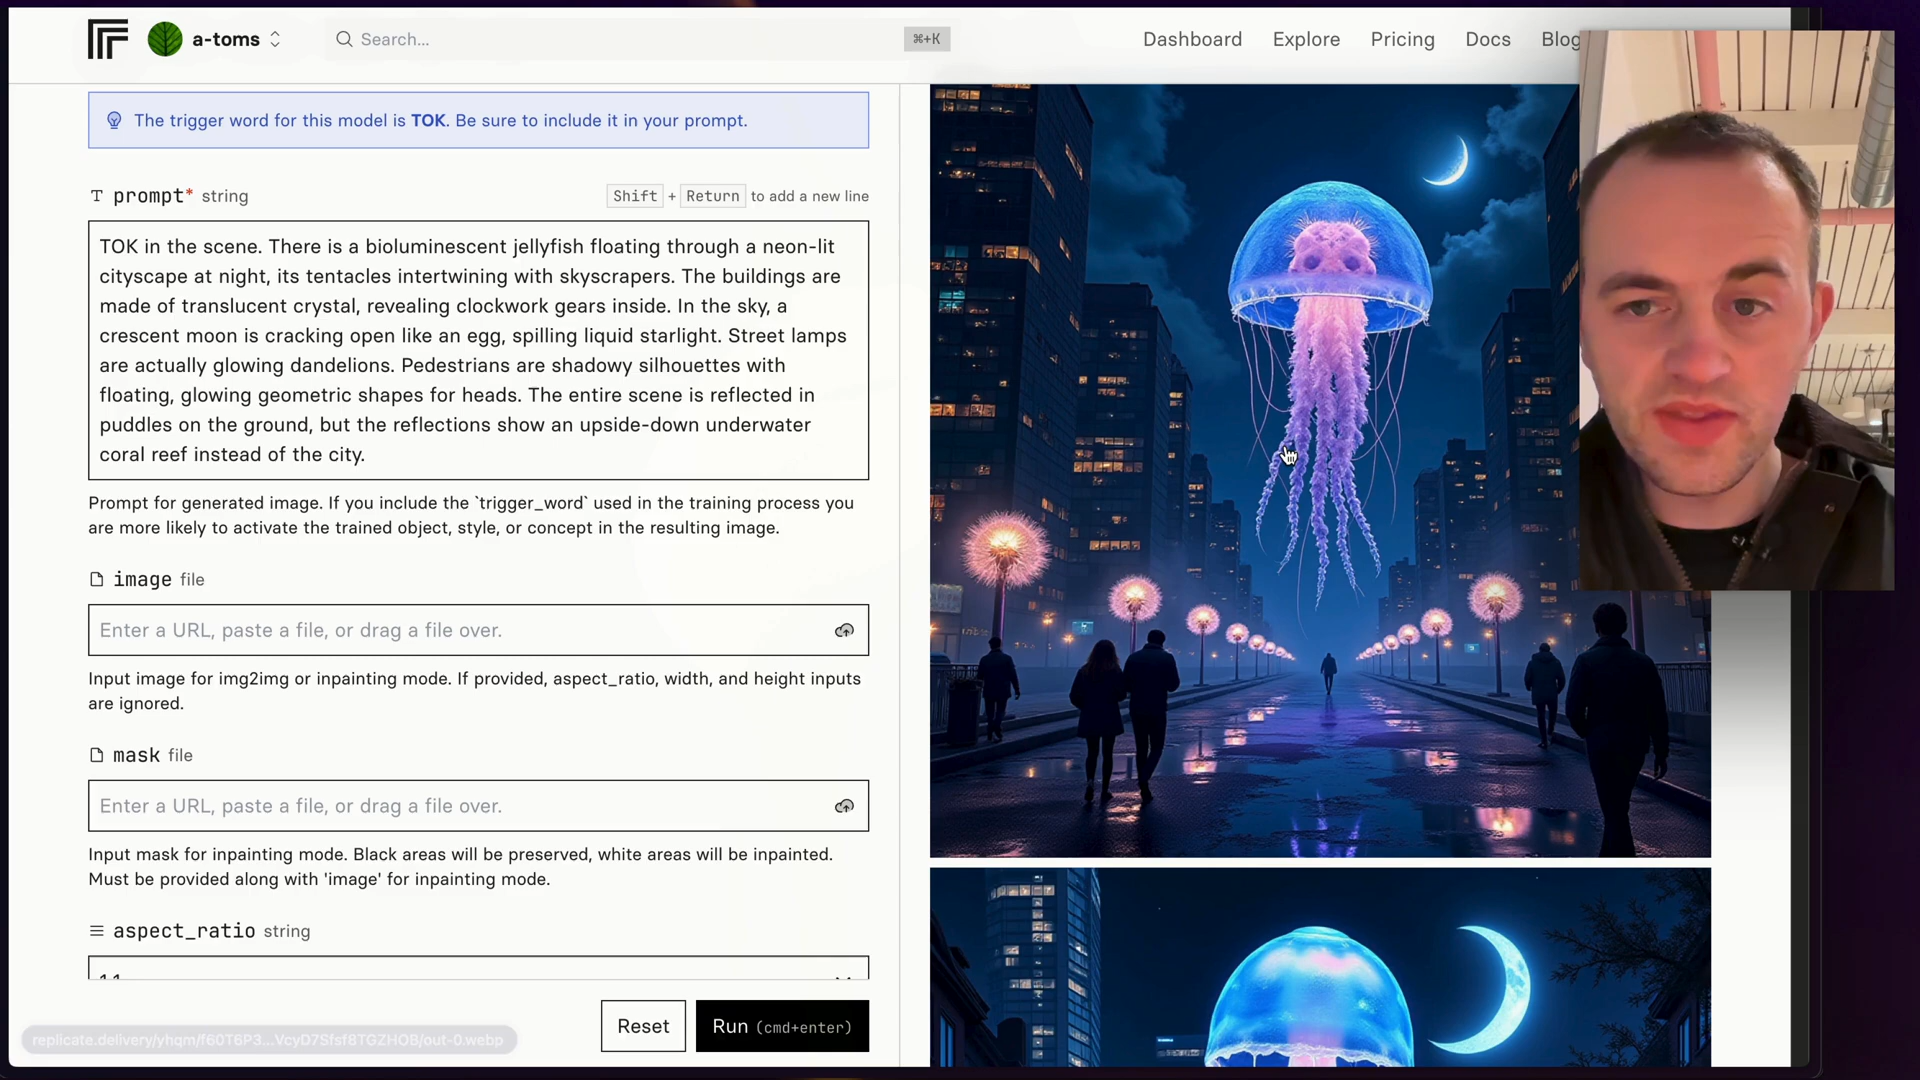 a-toms
Search...
⌘+K
Dashboard
Explore
Pricing
Docs
Blog
The trigger word for this model is TOK. Be sure to include it in your prompt.
prompt* string
Shift + Return to add a new line
TOK in the scene. There is a bioluminescent jellyfish floating through a neon-lit
cityscape at night, its tentacles intertwining with skyscrapers. The buildings are
made of translucent crystal, revealing clockwork gears inside. In the sky, a
crescent moon is cracking open like an egg, spilling liquid starlight. Street lamps
are actually glowing dandelions. Pedestrians are shadowy silhouettes with
floating, glowing geometric shapes for heads. The entire scene is reflected in
puddles on the ground, but the reflections show an upside-down underwater
coral reef instead of the city.
Prompt for generated image. If you include the `trigger_word` used in the training process you
are more likely to activate the trained object, style, or concept in the resulting image.
image file
Enter a URL, paste a file, or drag a file over.
Input image for img2img or inpainting mode. If provided, aspect_ratio, width, and height inputs
are ignored.
mask file
Enter a URL, paste a file, or drag a file over.
Input mask for inpainting mode. Black areas will be preserved, white areas will be inpainted.
Must be provided along with 'image' for inpainting mode.
aspect_ratio string
Reset
Run (cmd+enter)
replicate.delivery/yhqm/f60T6P3...VcyD7Sfsf8TGZHOB/out-0.webp